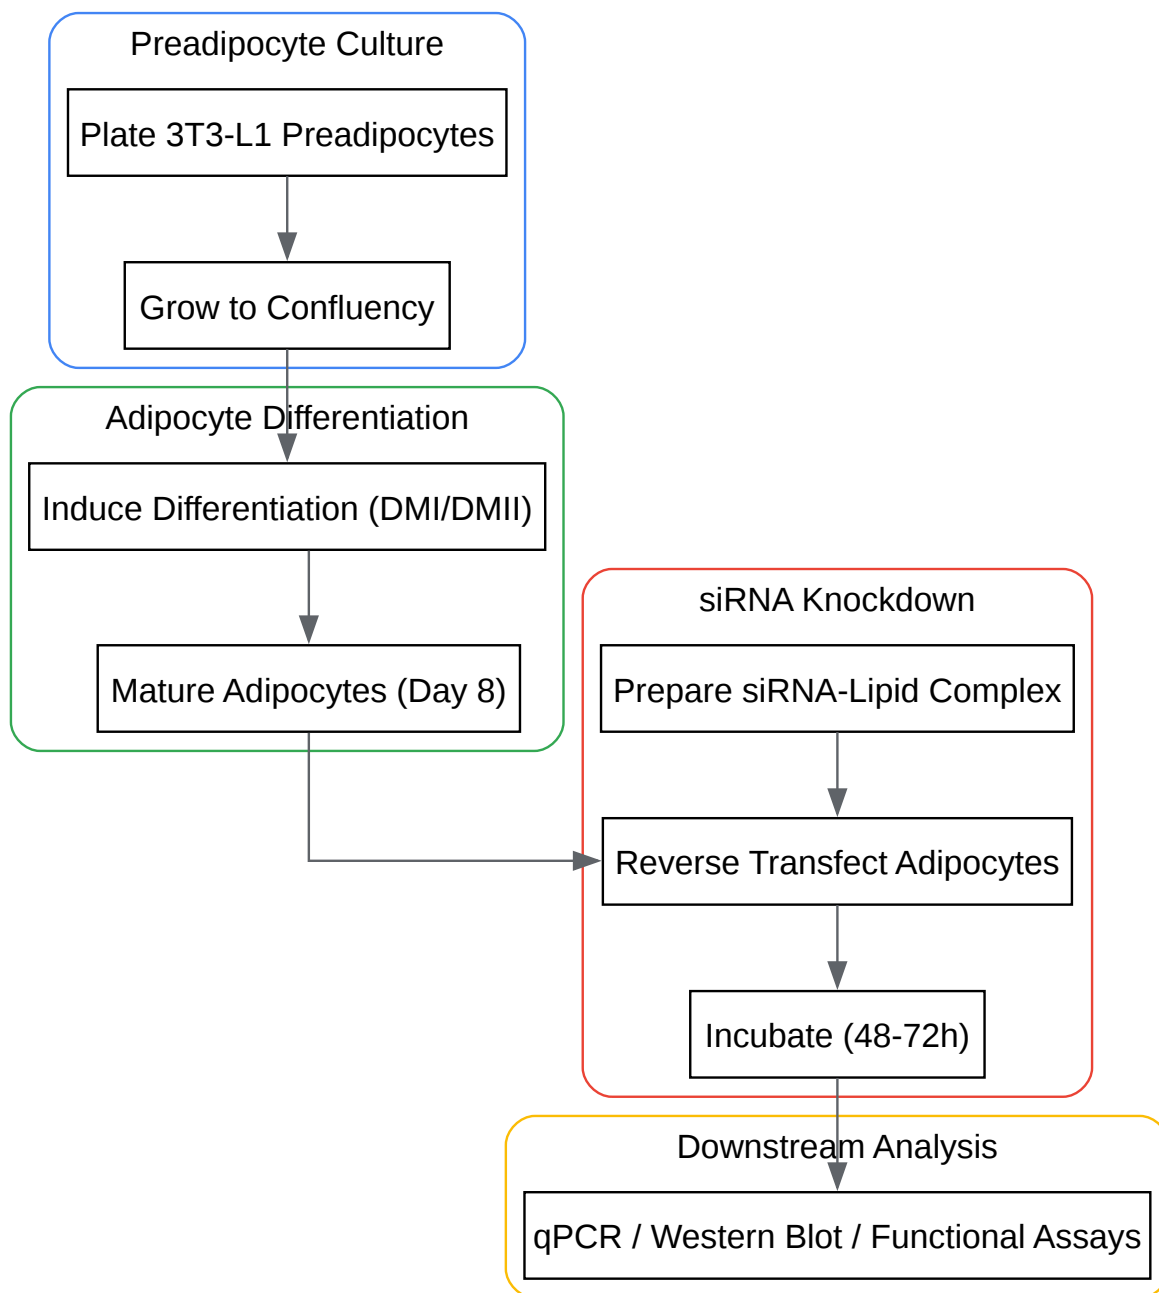 Preadipocyte Culture
Plate 3T3-L1 Preadipocytes
Grow to Confluency
Adipocyte Differentiation
Induce Differentiation (DMI/DMII)
Mature Adipocytes (Day 8)
siRNA Knockdown
Prepare siRNA-Lipid Complex
Reverse Transfect Adipocytes
Incubate (48-72h)
Downstream Analysis
qPCR / Western Blot / Functional Assays